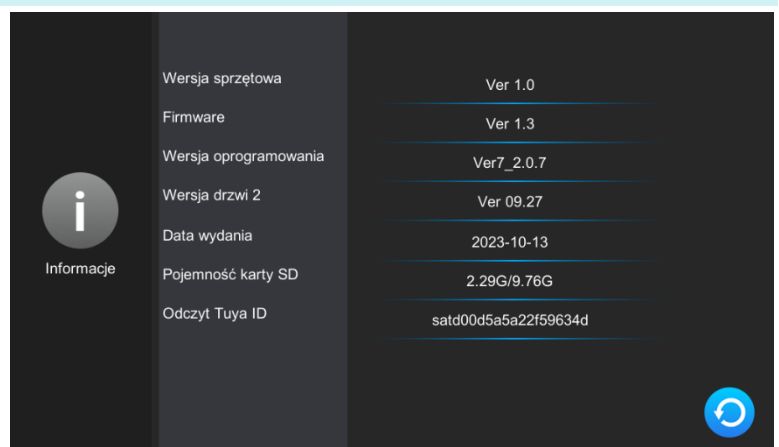 Wersja sprzętowa Ver 1.0
Firmware Ver 1.3
Wersja oprogramowania Ver7_2.0.7
Wersja drzwi 2 Ver 09.27
Data wydania 2023-10-13
Informacje
Pojemność karty SD 2.29G/9.76G
Odczyt Tuya ID satd00d5a5a22f59634d